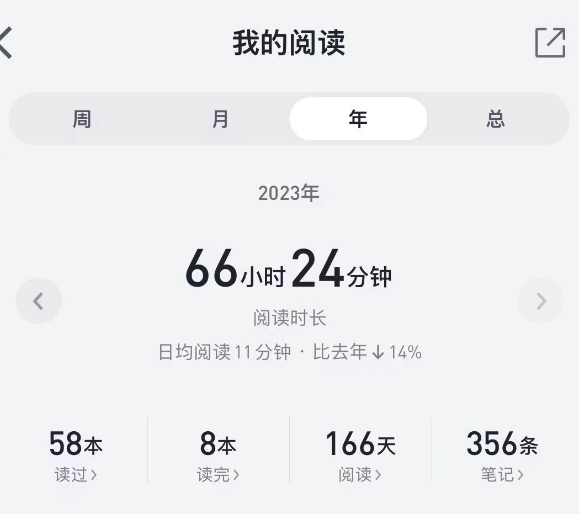 我的阅读
周 月 年 总
2023年
66小时24分钟
阅读时长
日均阅读11分钟 · 比去年↓14%
58本 8本 166天 356条
读过> 读完> 阅读> 笔记>